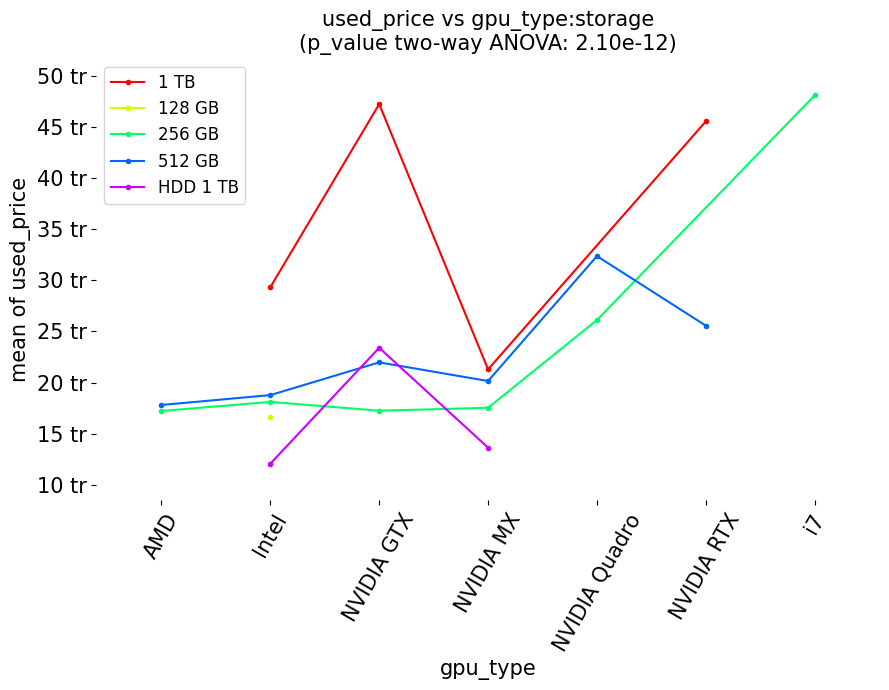 used_price vs gpu_type:storage
(p_value two-way ANOVA: 2.10e-12)
1 TB
128 GB
256 GB
512 GB
HDD 1 TB
50 tr
45 tr
40 tr
35 tr
30 tr
25 tr
20 tr
15 tr
10 tr
mean of used_price
AMD
Intel
NVIDIA GTX
NVIDIA MX
NVIDIA Quadro
NVIDIA RTX
i7
gpu_type